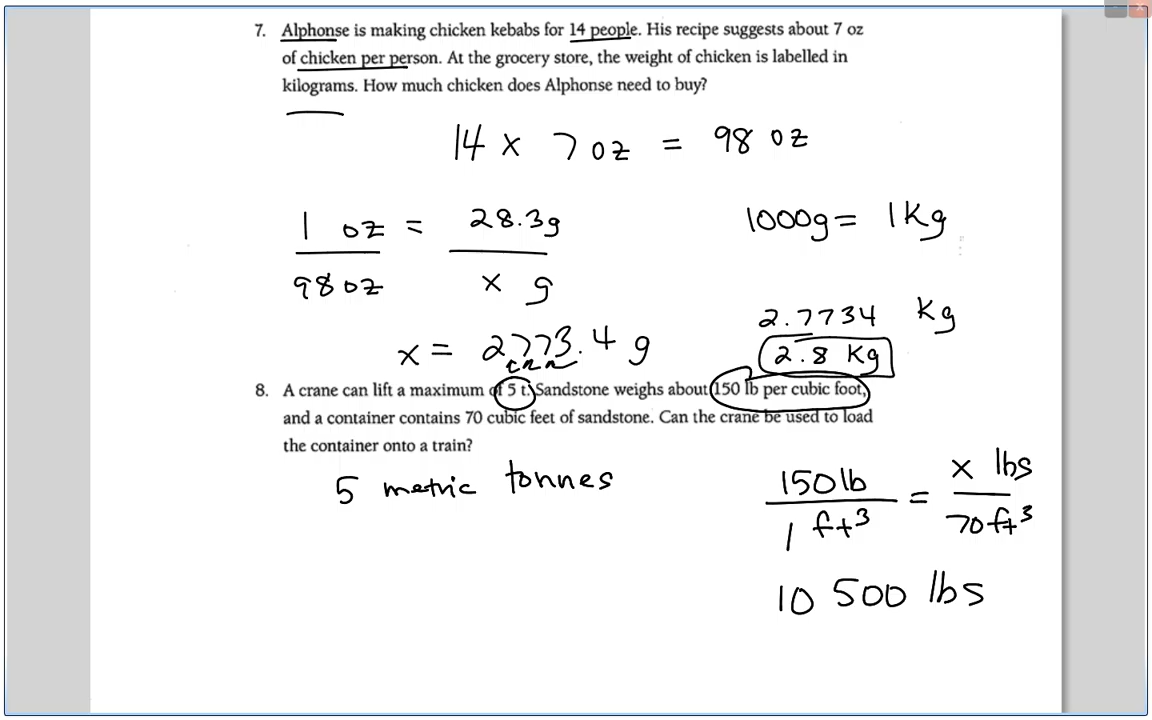 7. Alphonse is making chicken kebabs for 14 people. His recipe suggests about 7 oz
of chicken per person. At the grocery store, the weight of chicken is labelled in
kilograms. How much chicken does Alphonse need to buy?
14 x 7 oz = 98 oz
1 oz = 28.3g
98 oz x g
1000g = 1 Kg
x = 2773.4 g
2.7734 Kg
2.8 Kg
8. A crane can lift a maximum of 5 t. Sandstone weighs about 150 lb per cubic foot,
and a container contains 70 cubic feet of sandstone. Can the crane be used to load
the container onto a train?
5 metric tonnes
150 lb = x lbs
1 ft³ 70 ft³
10 500 lbs